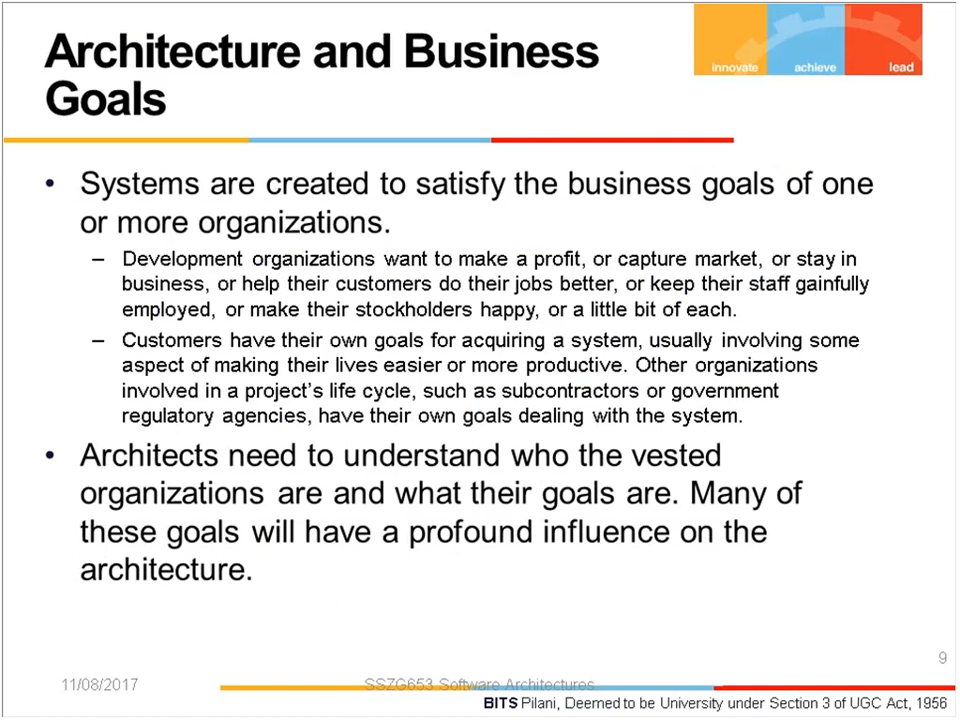 Architecture and Business
Goals
innovate achieve lead
• Systems are created to satisfy the business goals of one
or more organizations.
– Development organizations want to make a profit, or capture market, or stay in
business, or help their customers do their jobs better, or keep their staff gainfully
employed, or make their stockholders happy, or a little bit of each.
– Customers have their own goals for acquiring a system, usually involving some
aspect of making their lives easier or more productive. Other organizations
involved in a project's life cycle, such as subcontractors or government
regulatory agencies, have their own goals dealing with the system.
• Architects need to understand who the vested
organizations are and what their goals are. Many of
these goals will have a profound influence on the
architecture.
9
11/08/2017 SSZG653 Software Architectures
BITS Pilani, Deemed to be University under Section 3 of UGC Act, 1956